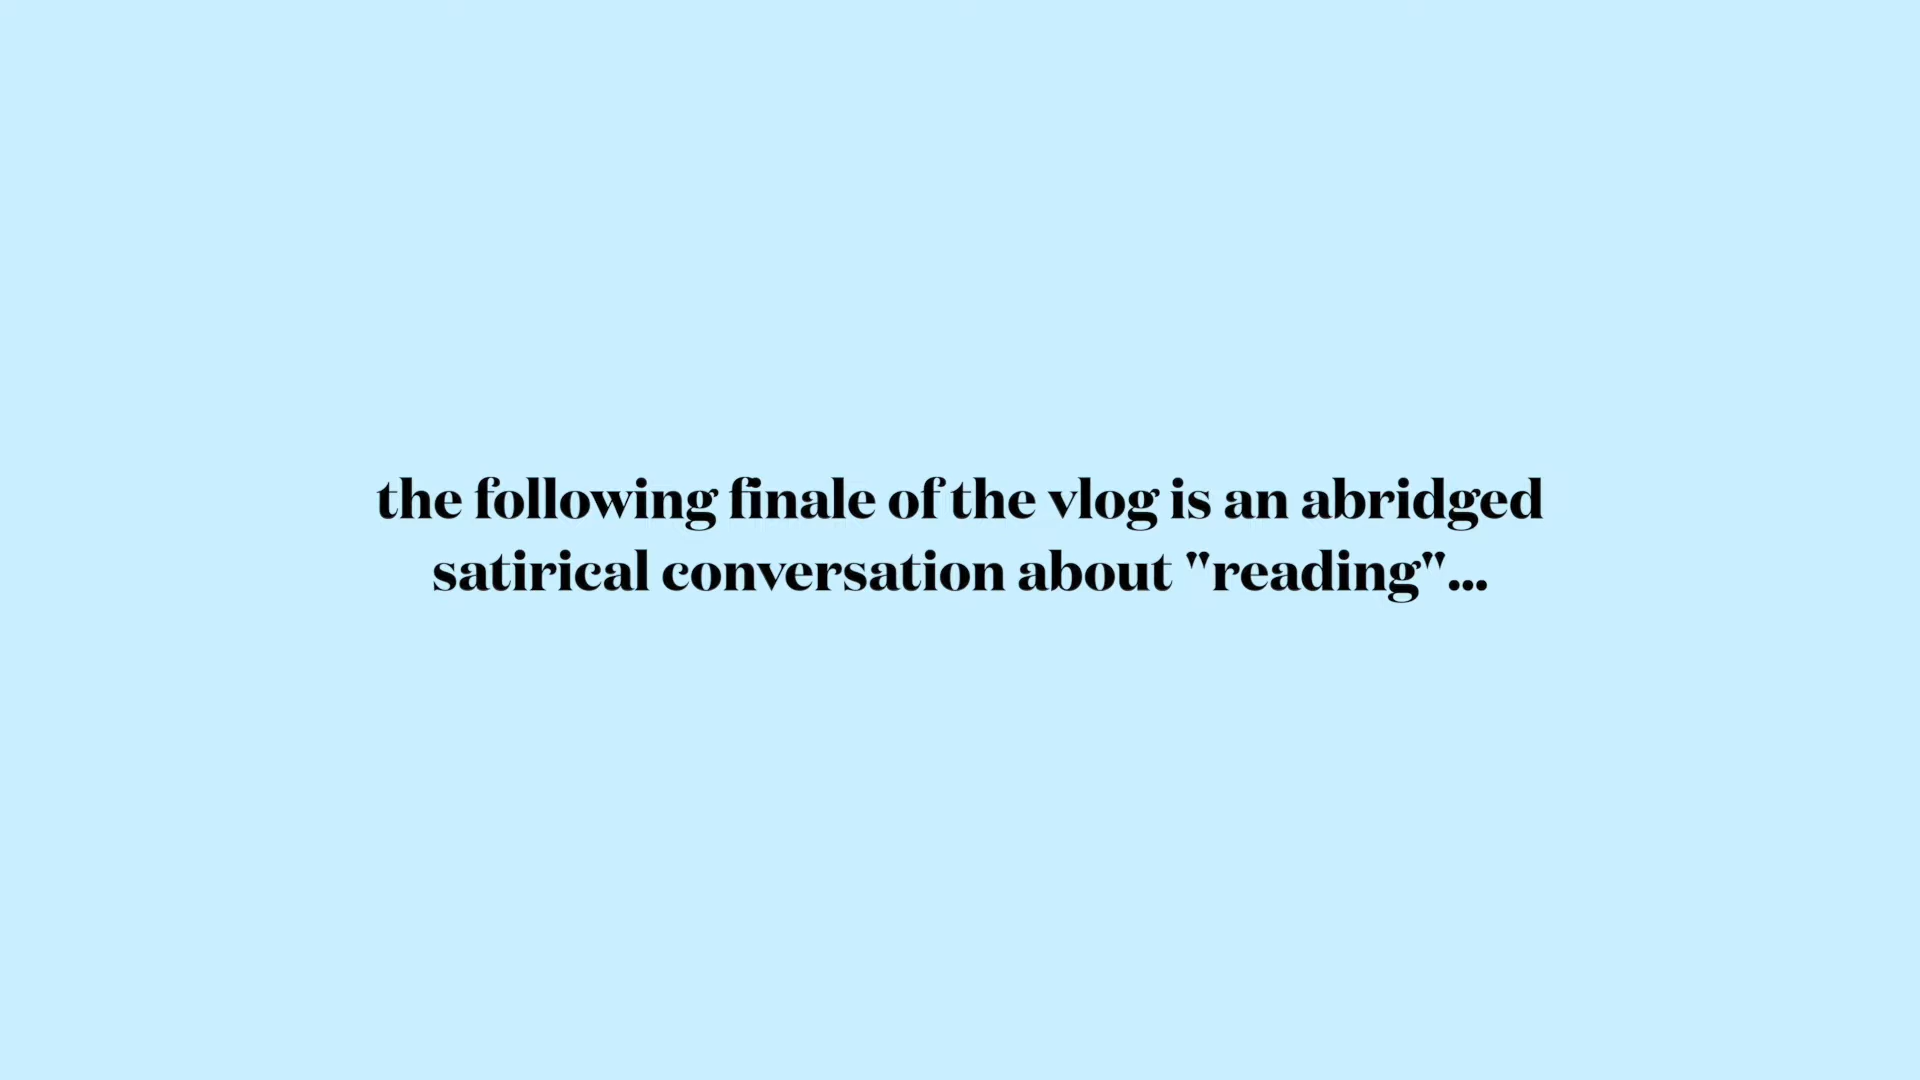 the following finale of the vlog is an abridged
satirical conversation about "reading"...